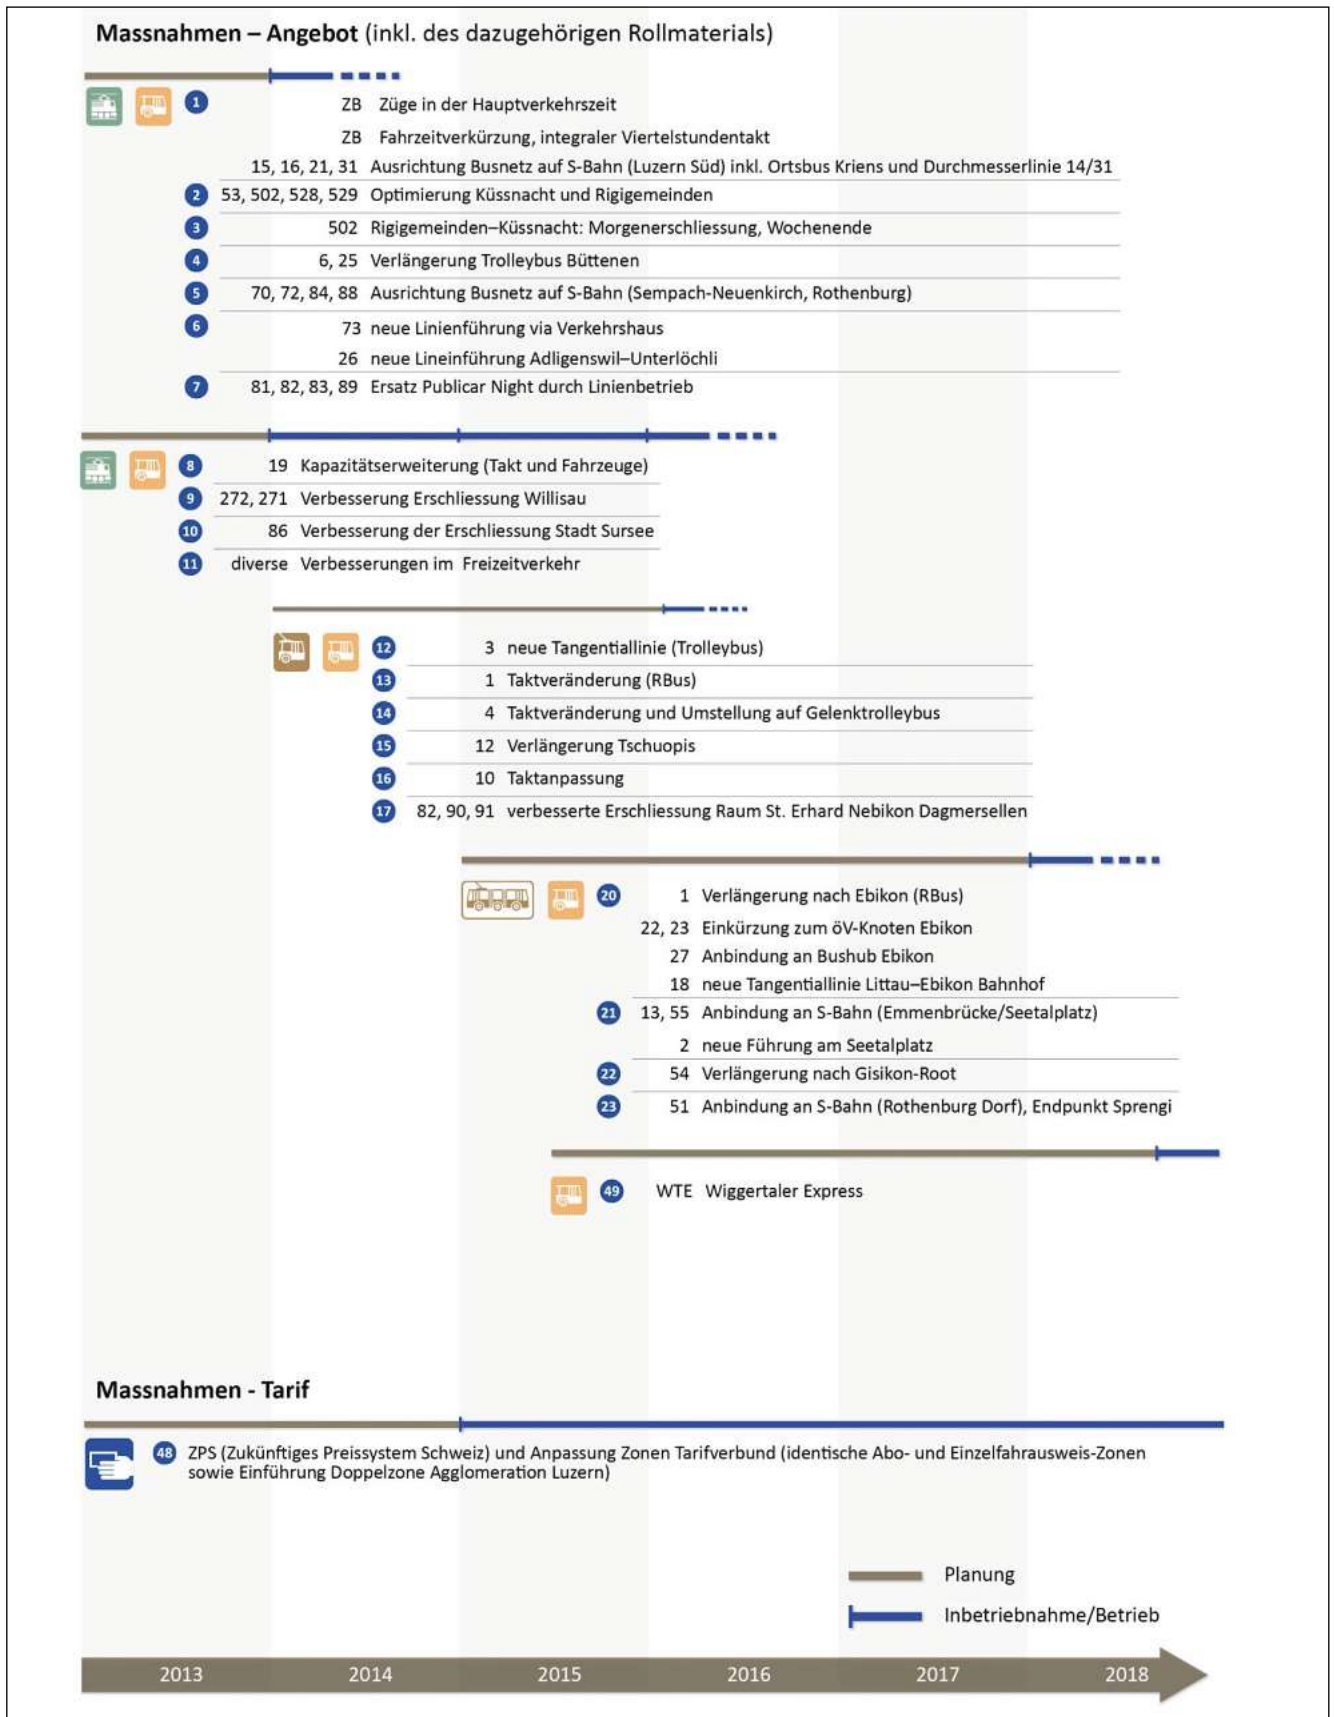 Massnahmen – Angebot (inkl. des dazugehörigen Rollmaterials)
1 ZB Züge in der Hauptverkehrszeit
ZB Fahrzeitverkürzung, integraler Viertelstundentakt
15, 16, 21, 31 Ausrichtung Busnetz auf S-Bahn (Luzern Süd) inkl. Ortsbus Kriens und Durchmesserlinie 14/31
2 53, 502, 528, 529 Optimierung Küssnacht und Rigigemeinden
3 502 Rigigemeinden–Küssnacht: Morgenerschliessung, Wochenende
4 6, 25 Verlängerung Trolleybus Büttenen
5 70, 72, 84, 88 Ausrichtung Busnetz auf S-Bahn (Sempach-Neuenkirch, Rothenburg)
6 73 neue Linienführung via Verkehrshaus
26 neue Lineinführung Adligenswil–Unterlöchli
7 81, 82, 83, 89 Ersatz Publicar Night durch Linienbetrieb
8 19 Kapazitätserweiterung (Takt und Fahrzeuge)
9 272, 271 Verbesserung Erschliessung Willisau
10 86 Verbesserung der Erschliessung Stadt Sursee
11 diverse Verbesserungen im Freizeitverkehr
12 3 neue Tangentiallinie (Trolleybus)
13 1 Taktveränderung (RBus)
14 4 Taktveränderung und Umstellung auf Gelenktrolleybus
15 12 Verlängerung Tschuopis
16 10 Taktanpassung
17 82, 90, 91 verbesserte Erschliessung Raum St. Erhard Nebikon Dagmersellen
20 1 Verlängerung nach Ebikon (RBus)
22, 23 Einkürzung zum öV-Knoten Ebikon
27 Anbindung an Bushub Ebikon
18 neue Tangentiallinie Littau–Ebikon Bahnhof
21 13, 55 Anbindung an S-Bahn (Emmenbrücke/Seetalplatz)
2 neue Führung am Seetalplatz
22 54 Verlängerung nach Gisikon-Root
23 51 Anbindung an S-Bahn (Rothenburg Dorf), Endpunkt Sprengi
49 WTE Wiggertaler Express
Massnahmen - Tarif
48 ZPS (Zukünftiges Preissystem Schweiz) und Anpassung Zonen Tarifverbund (identische Abo- und Einzelfahrausweis-Zonen
sowie Einführung Doppelzone Agglomeration Luzern)
Planung
Inbetriebnahme/Betrieb
2013 2014 2015 2016 2017 2018